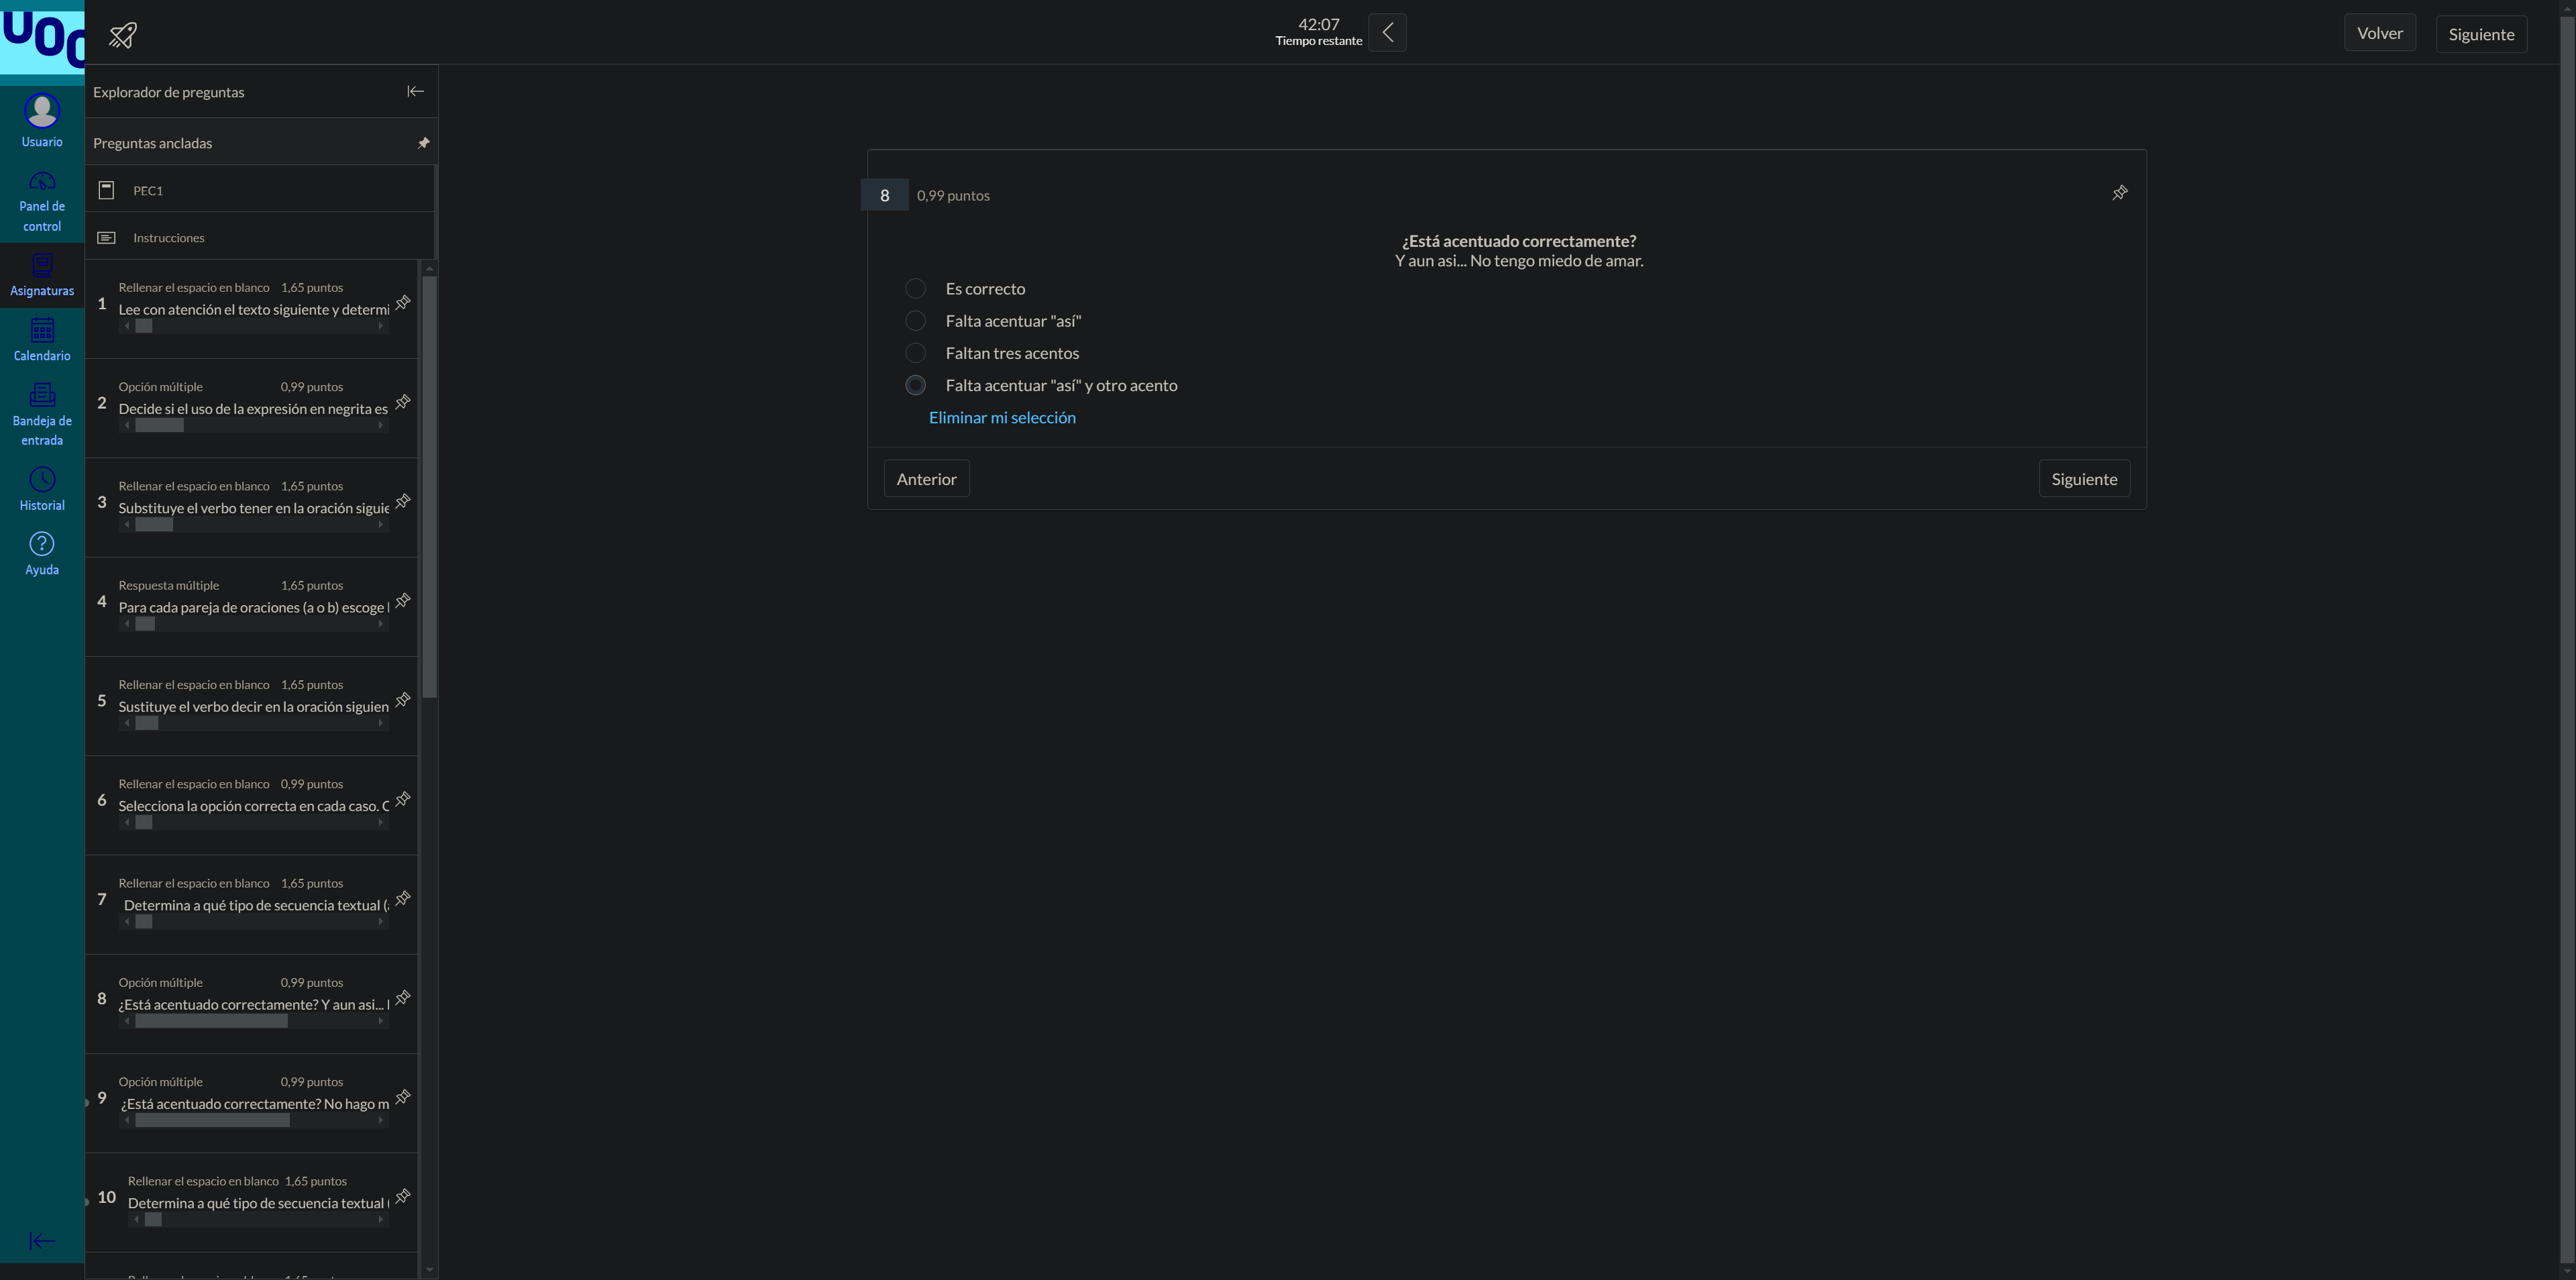 UOC
Usuario
Panel de
control
Asignaturas
Calendario
Bandeja de
entrada
Historial
Ayuda
42:07
Tiempo restante
Volver
Siguiente
Explorador de preguntas
Preguntas ancladas
PEC1
Instrucciones
1
Rellenar el espacio en blanco 1,65 puntos
Lee con atención el texto siguiente y determi
2
Opción múltiple 0,99 puntos
Decide si el uso de la expresión en negrita es
3
Rellenar el espacio en blanco 1,65 puntos
Substituye el verbo tener en la oración siguie
4
Respuesta múltiple 1,65 puntos
Para cada pareja de oraciones (a o b) escoge l
5
Rellenar el espacio en blanco 1,65 puntos
Sustituye el verbo decir en la oración siguien
6
Rellenar el espacio en blanco 0,99 puntos
Selecciona la opción correcta en cada caso. C
7
Rellenar el espacio en blanco 1,65 puntos
Determina a qué tipo de secuencia textual (
8
Opción múltiple 0,99 puntos
¿Está acentuado correctamente? Y aun asi...
9
Opción múltiple 0,99 puntos
¿Está acentuado correctamente? No hago m
10
Rellenar el espacio en blanco 1,65 puntos
Determina a qué tipo de secuencia textual
8 0,99 puntos
¿Está acentuado correctamente?
Y aun asi... No tengo miedo de amar.
Es correcto
Falta acentuar "así"
Faltan tres acentos
Falta acentuar "así" y otro acento
Eliminar mi selección
Anterior
Siguiente